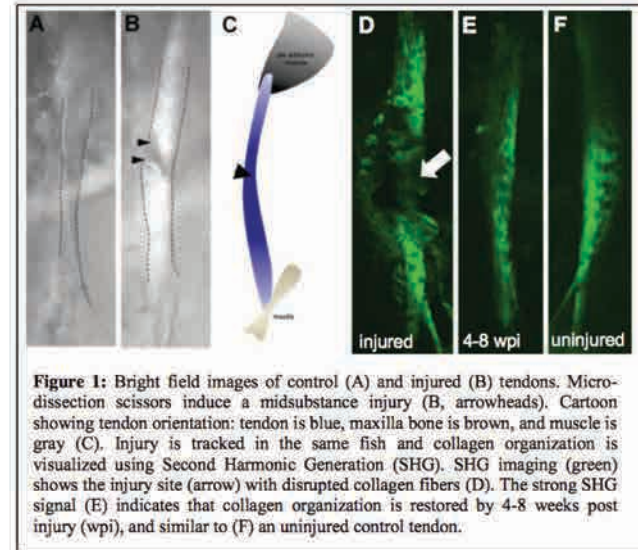 A
B
C
D
E
F
maxilla
injured
4-8 wpi
uninjured
Figure 1: Bright field images of control (A) and injured (B) tendons. Micro-
dissection scissors induce a midsubstance injury (B, arrowheads). Cartoon
showing tendon orientation: tendon is blue, maxilla bone is brown, and muscle is
gray (C). Injury is tracked in the same fish and collagen organization is
visualized using Second Harmonic Generation (SHG). SHG imaging (green)
shows the injury site (arrow) with disrupted collagen fibers (D). The strong SHG
signal (E) indicates that collagen organization is restored by 4-8 weeks post
injury (wpi), and similar to (F) an uninjured control tendon.